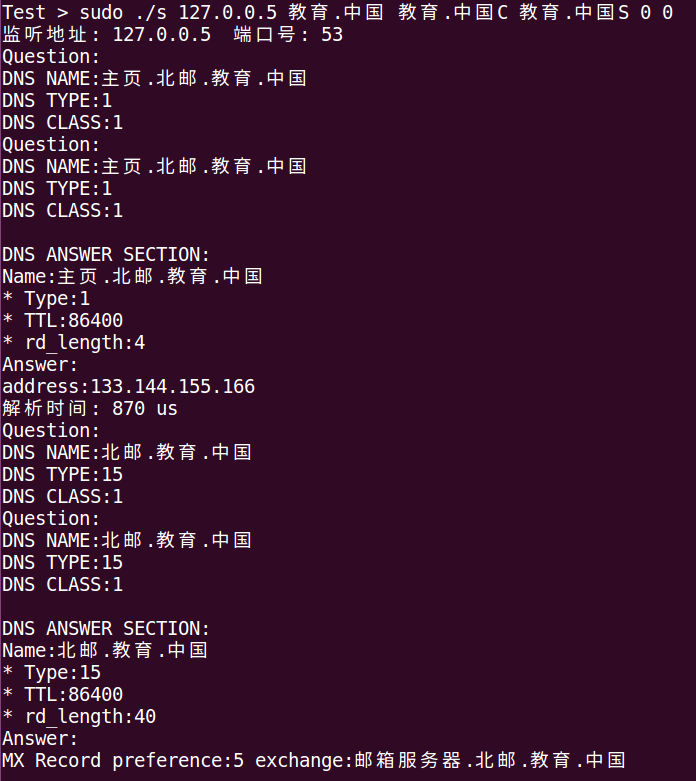 Test > sudo ./s 127.0.0.5 教育.中国 教育.中国C 教育.中国S 0 0
监听地址: 127.0.0.5  端口号: 53
Question:
DNS NAME:主页.北邮.教育.中国
DNS TYPE:1
DNS CLASS:1
Question:
DNS NAME:主页.北邮.教育.中国
DNS TYPE:1
DNS CLASS:1

DNS ANSWER SECTION:
Name:主页.北邮.教育.中国
* Type:1
* TTL:86400
* rd_length:4
Answer:
address:133.144.155.166
解析时间: 870 us
Question:
DNS NAME:北邮.教育.中国
DNS TYPE:15
DNS CLASS:1
Question:
DNS NAME:北邮.教育.中国
DNS TYPE:15
DNS CLASS:1

DNS ANSWER SECTION:
Name:北邮.教育.中国
* Type:15
* TTL:86400
* rd_length:40
Answer:
MX Record preference:5 exchange:邮箱服务器.北邮.教育.中国